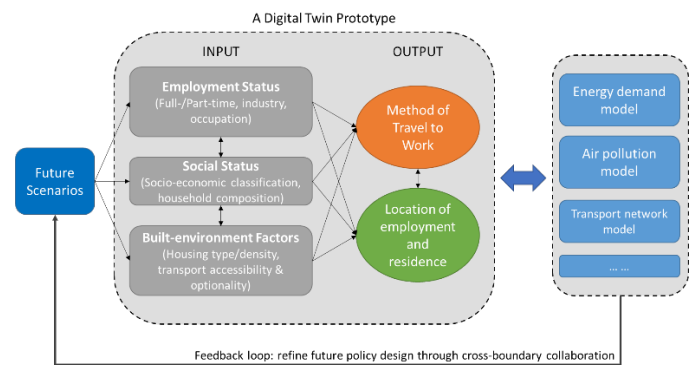 A Digital Twin Prototype
INPUT
OUTPUT
Employment Status
(Full-/Part-time, industry,
occupation)
Social Status
(Socio-economic classification,
household composition)
Built-environment Factors
(Housing type/density,
transport accessibility &
optionality)
Future
Scenarios
Method of
Travel to
Work
Location of
employment
and
residence
Energy demand
model
Air pollution
model
Transport network
model
... ...
Feedback loop: refine future policy design through cross-boundary collaboration